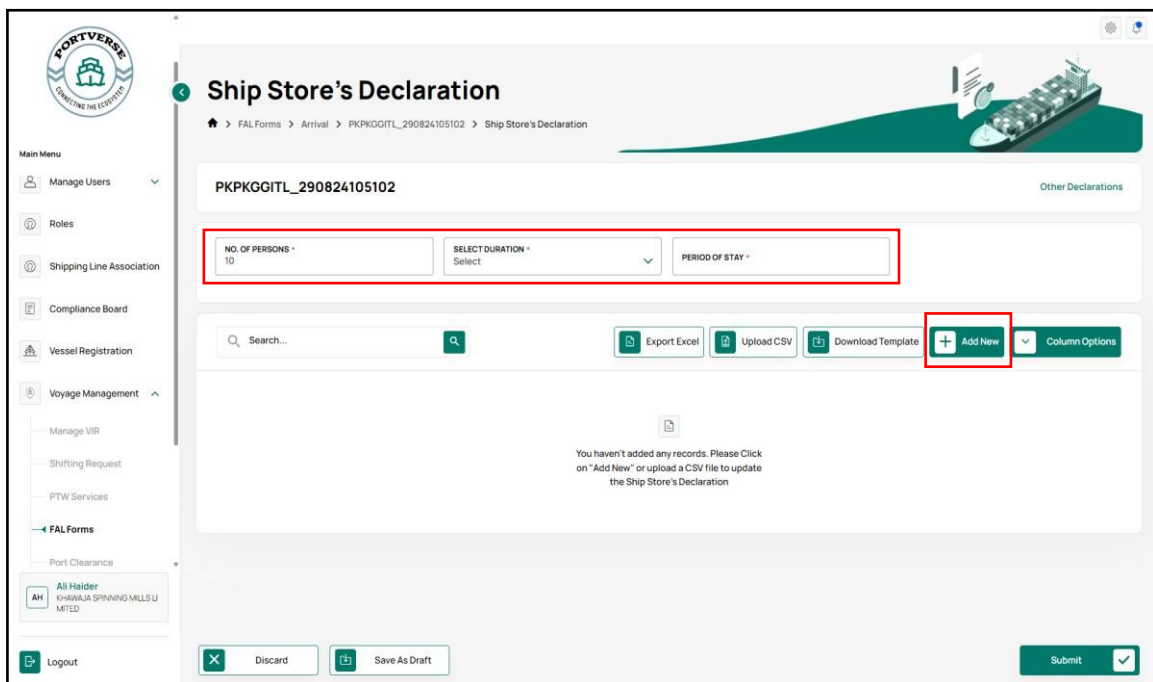 PORTVERSE
CONNECTING THE ECOSYSTEM
Ship Store's Declaration
FAL Forms > Arrival > PKPKGGITL_290824105102 > Ship Store's Declaration
Main Menu
Manage Users
Roles
Shipping Line Association
Compliance Board
Vessel Registration
Voyage Management
Manage VIR
Shifting Request
PTW Services
FAL Forms
Port Clearance
AH
Ali Haider
KHAWAJA SPINNING MILLS LI
MITED
Logout
PKPKGGITL_290824105102
Other Declarations
NO. OF PERSONS *
10
SELECT DURATION *
Select
PERIOD OF STAY *
Search...
Export Excel
Upload CSV
Download Template
Add New
Column Options
You haven't added any records. Please Click
on "Add New" or upload a CSV file to update
the Ship Store's Declaration
Discard
Save As Draft
Submit